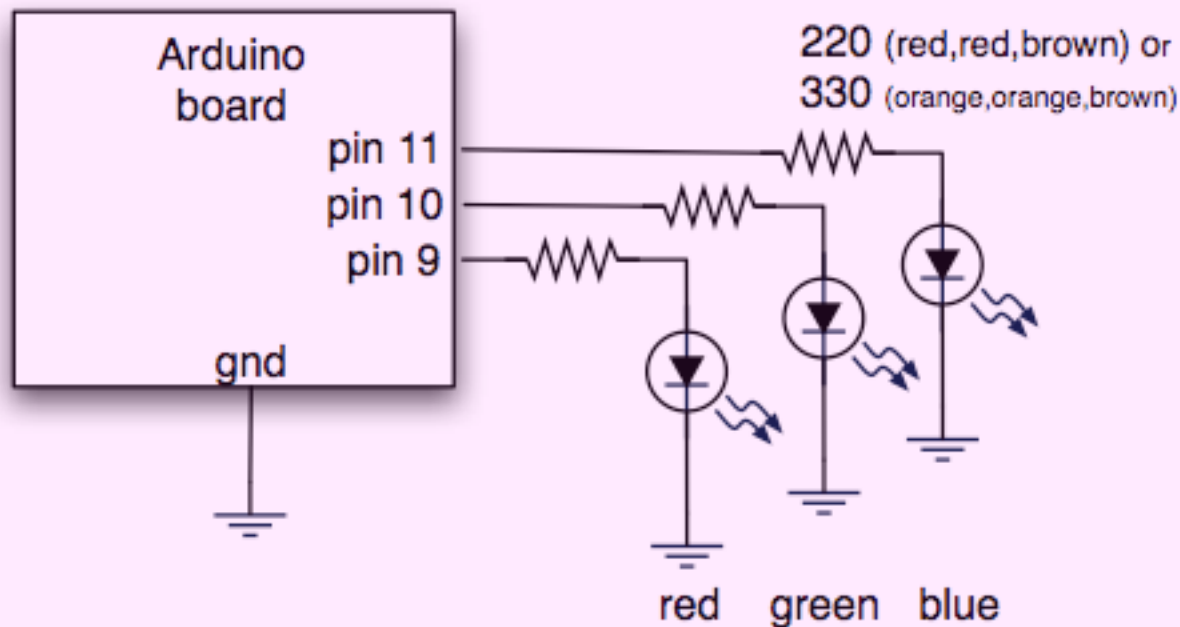 Arduino
board
220 (red,red,brown) or
330 (orange,orange,brown)
pin 11
pin 10
pin 9
gnd
red green blue